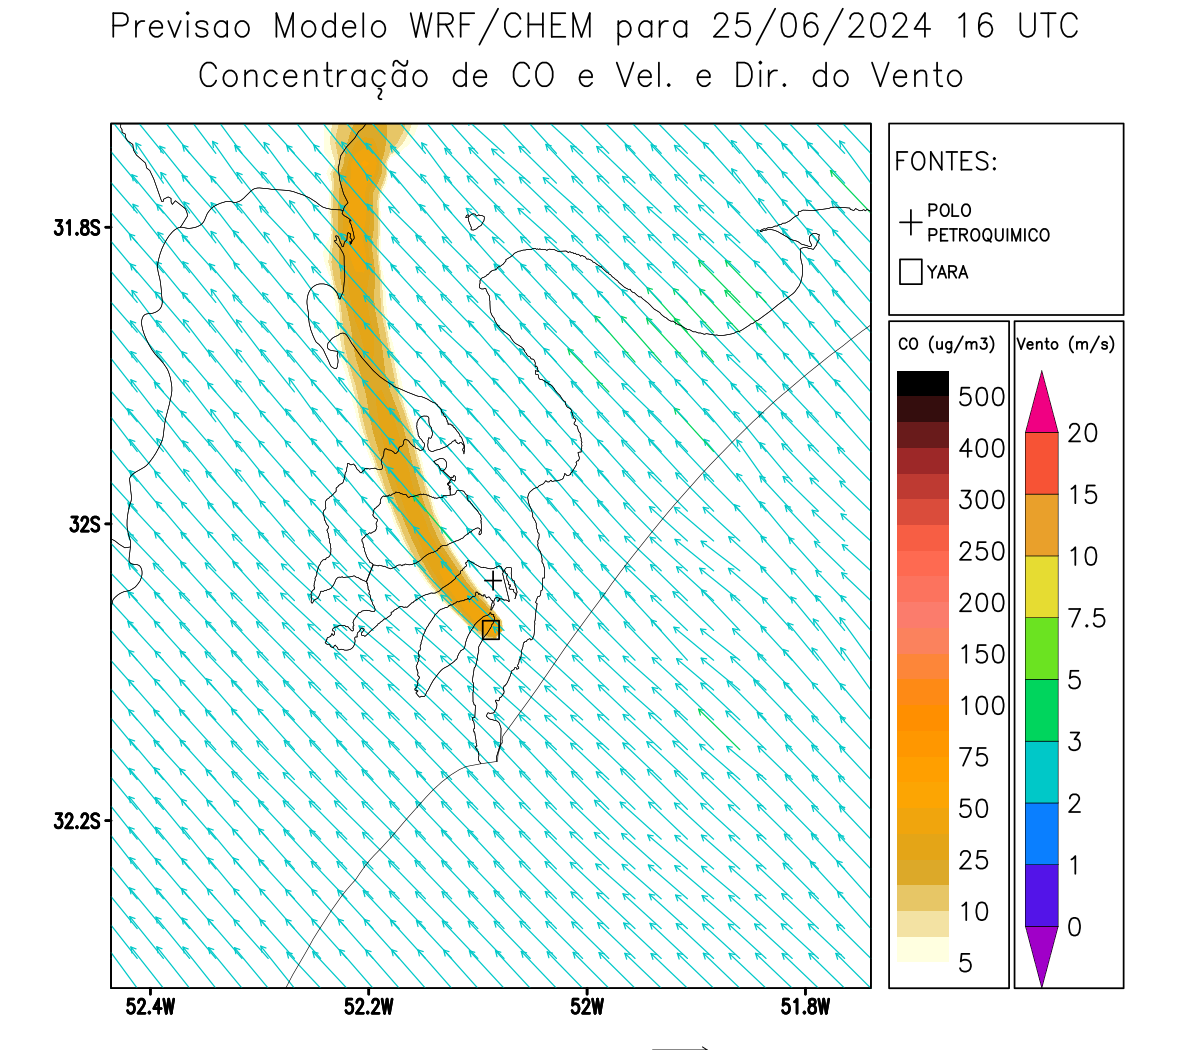 Previsao Modelo WRF/CHEM para 25/06/2024 16 UTC
Concentração de CO e Vel. e Dir. do Vento
FONTES:
POLO
PETROQUIMICO
YARA
CO (ug/m3)
500
400
300
250
200
150
100
75
50
25
10
5
Vento (m/s)
20
15
10
7.5
5
3
2
1
0
31.8S
32S
32.2S
52.4W
52.2W
52W
51.8W